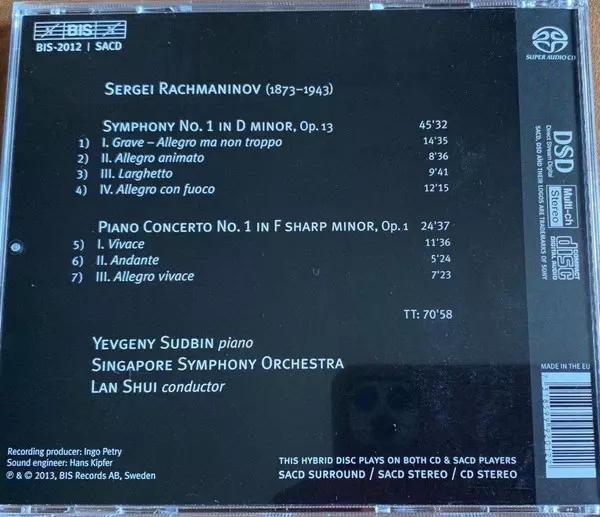 BIS
BIS-2012 | SACD
SUPER AUDIO CD
SERGEI RACHMANINOV (1873–1943)
SYMPHONY NO. 1 IN D MINOR, OP. 13 45'32
1) I. Grave – Allegro ma non troppo 14'35
2) II. Allegro animato 8'36
3) III. Larghetto 9'41
4) IV. Allegro con fuoco 12'15
PIANO CONCERTO NO. 1 IN F SHARP MINOR, OP. 1 24'37
5) I. Vivace 11'36
6) II. Andante 5'24
7) III. Allegro vivace 7'23
TT: 70'58
YEVGENY SUDBIN piano
SINGAPORE SYMPHONY ORCHESTRA
LAN SHUI conductor
Recording producer: Ingo Petry
Sound engineer: Hans Kipfer
℗ & © 2013, BIS Records AB, Sweden
THIS HYBRID DISC PLAYS ON BOTH CD & SACD PLAYERS
SACD SURROUND / SACD STEREO / CD STEREO
DSD
Direct Stream Digital
SACD, DSD AND THEIR LOGOS ARE TRADEMARKS OF SONY
Multi-ch
Stereo
COMPACT
disc
DIGITAL AUDIO
MADE IN THE EU